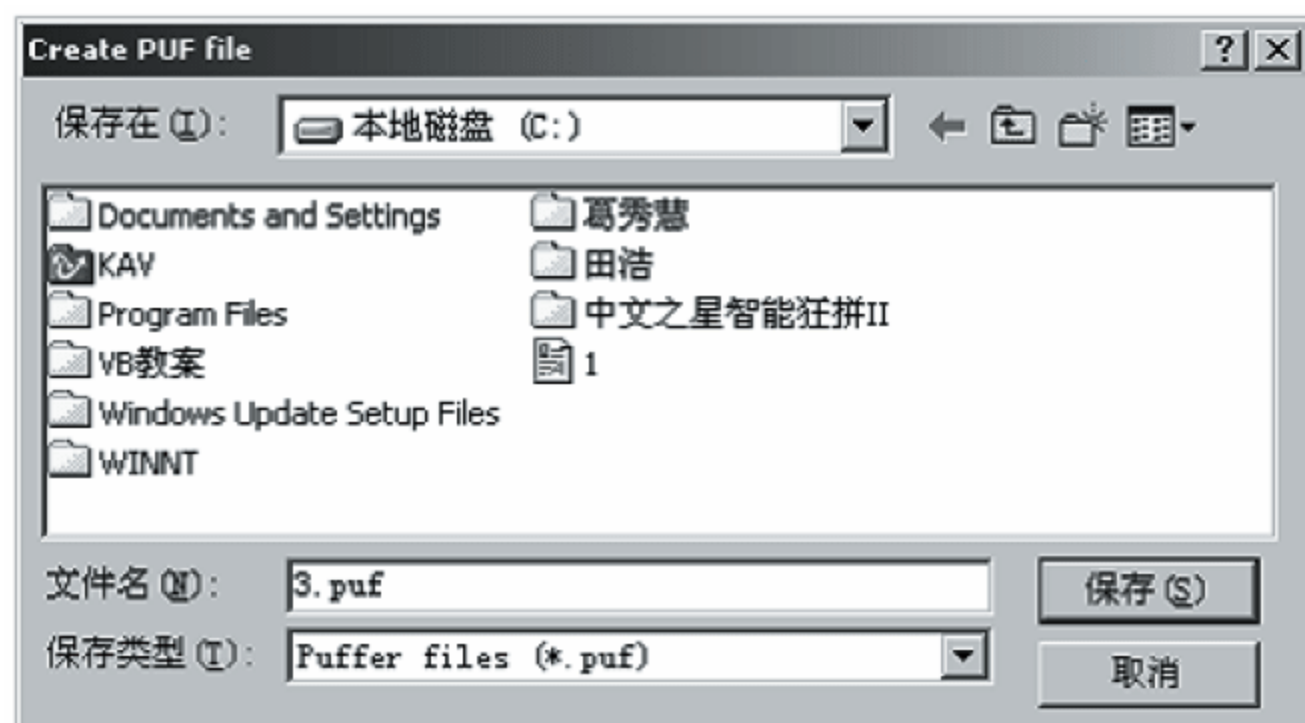 Create PUF file
保存在(I): 本地磁盘 (C:)
Documents and Settings
KAV
Program Files
VB教案
Windows Update Setup Files
WINNT
葛秀慧
田浩
中文之星智能狂拼II
1
文件名(N): 3.puf
保存(S)
保存类型(T): Puffer files (*.puf)
取消